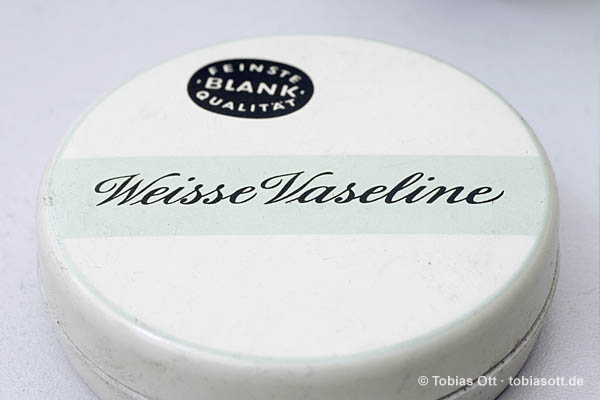 FEINSTE
· BLANK ·
QUALITÄT
Weisse Vaseline
© Tobias Ott · tobiasott.de